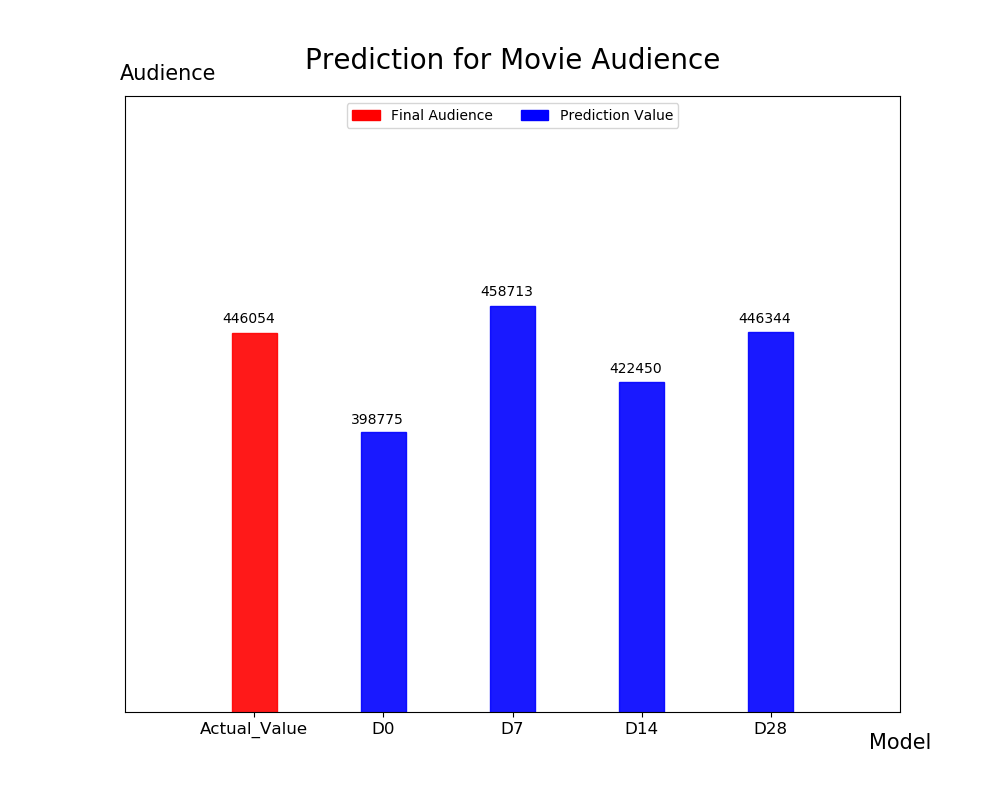 Prediction for Movie Audience
Audience
Final Audience Prediction Value
458713
446054 446344
422450
398775
Actual_Value D0 D7 D14 D28
Model